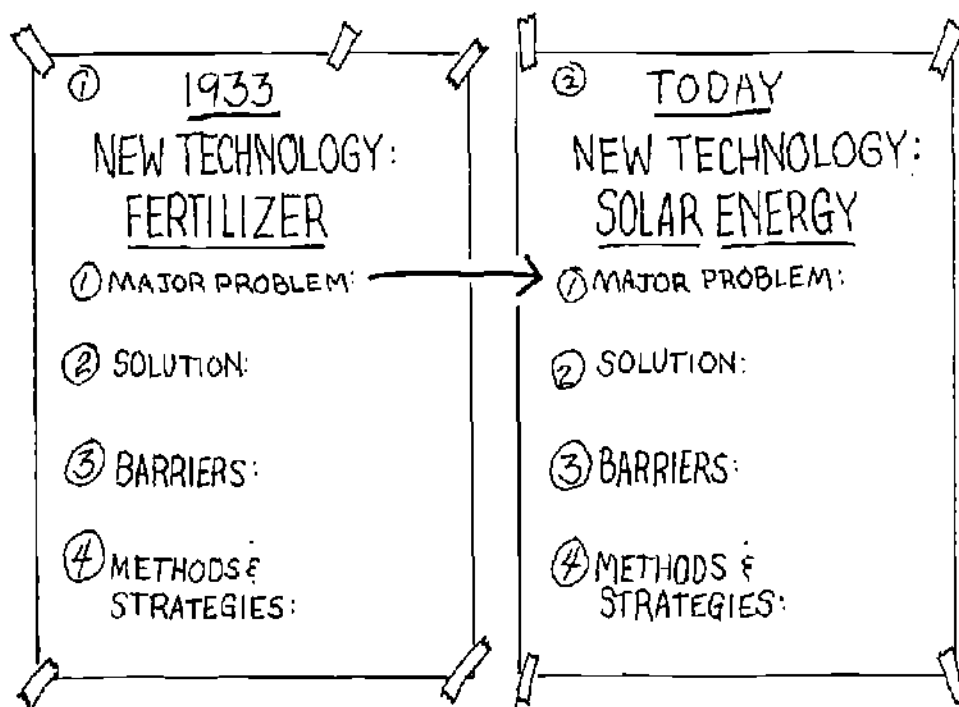 ①
1933
NEW TECHNOLOGY:
FERTILIZER
① MAJOR PROBLEM:
② SOLUTION:
③ BARRIERS:
④ METHODS &
STRATEGIES:
②
TODAY
NEW TECHNOLOGY:
SOLAR ENERGY
① MAJOR PROBLEM:
② SOLUTION:
③ BARRIERS:
④ METHODS &
STRATEGIES: